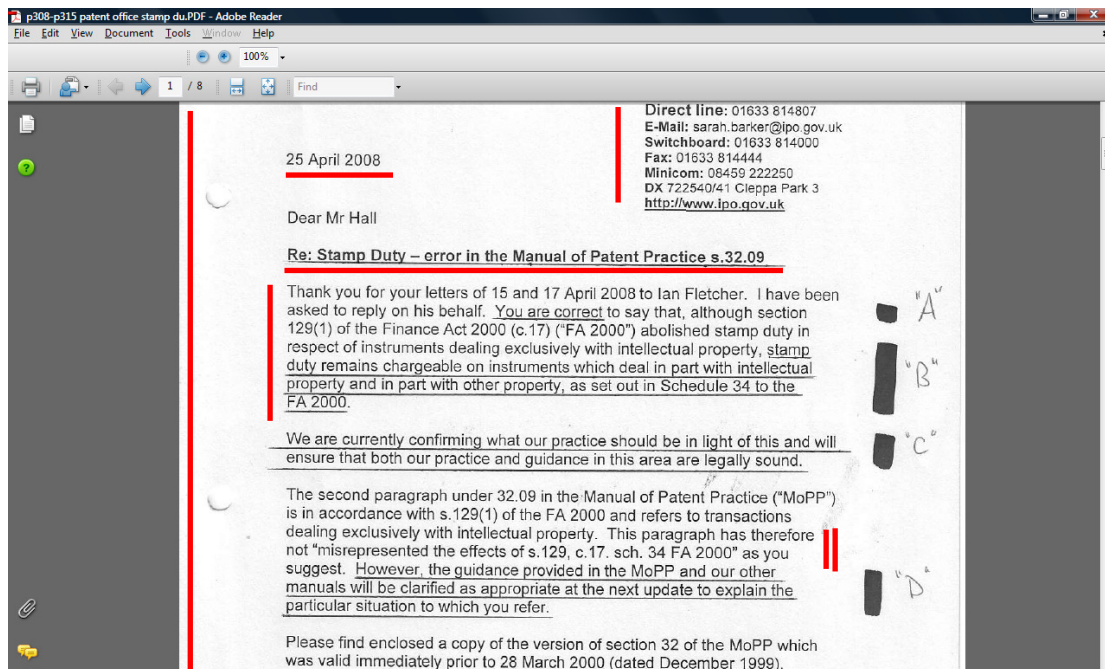 p308-p315 patent office stamp du.PDF - Adobe Reader
File Edit View Document Tools Window Help
100%
1 / 8 Find
Direct line: 01633 814807
E-Mail: sarah.barker@ipo.gov.uk
Switchboard: 01633 814000
Fax: 01633 814444
Minicom: 08459 222250
DX 722540/41 Cleppa Park 3
http://www.ipo.gov.uk
25 April 2008
Dear Mr Hall
Re: Stamp Duty – error in the Manual of Patent Practice s.32.09
Thank you for your letters of 15 and 17 April 2008 to Ian Fletcher. I have been
asked to reply on his behalf. You are correct to say that, although section
129(1) of the Finance Act 2000 (c.17) (“FA 2000”) abolished stamp duty in
respect of instruments dealing exclusively with intellectual property, stamp
duty remains chargeable on instruments which deal in part with intellectual
property and in part with other property, as set out in Schedule 34 to the
FA 2000.
"A"
"B"
We are currently confirming what our practice should be in light of this and will
ensure that both our practice and guidance in this area are legally sound.
"C"
The second paragraph under 32.09 in the Manual of Patent Practice (“MoPP”)
is in accordance with s.129(1) of the FA 2000 and refers to transactions
dealing exclusively with intellectual property. This paragraph has therefore
not “misrepresented the effects of s.129, c.17. sch. 34 FA 2000” as you
suggest. However, the guidance provided in the MoPP and our other
manuals will be clarified as appropriate at the next update to explain the
particular situation to which you refer.
"D"
Please find enclosed a copy of the version of section 32 of the MoPP which
was valid immediately prior to 28 March 2000 (dated December 1999).